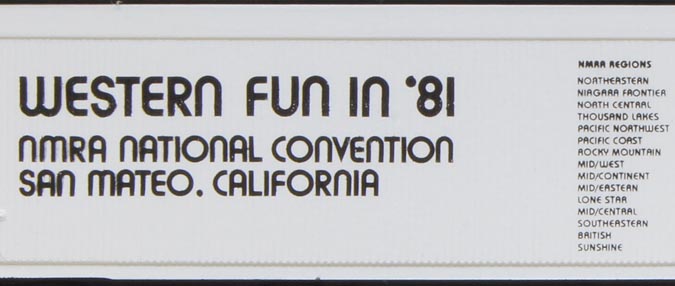 WESTERN FUN IN '81
NMRA NATIONAL CONVENTION
SAN MATEO. CALIFORNIA
NMRA REGIONS
NORTHEASTERN
NIAGARA FRONTIER
NORTH CENTRAL
THOUSAND LAKES
PACIFIC NORTHWEST
PACIFIC COAST
ROCKY MOUNTAIN
MID/WEST
MID/CONTINENT
MID/EASTERN
LONE STAR
MID/CENTRAL
SOUTHEASTERN
BRITISH
SUNSHINE